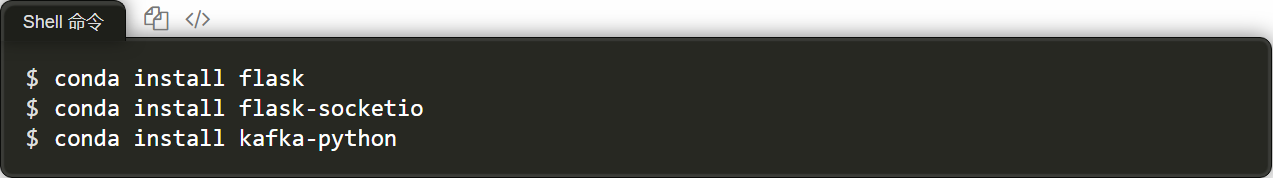 Shell 命令 </>
$ conda install flask
$ conda install flask-socketio
$ conda install kafka-python